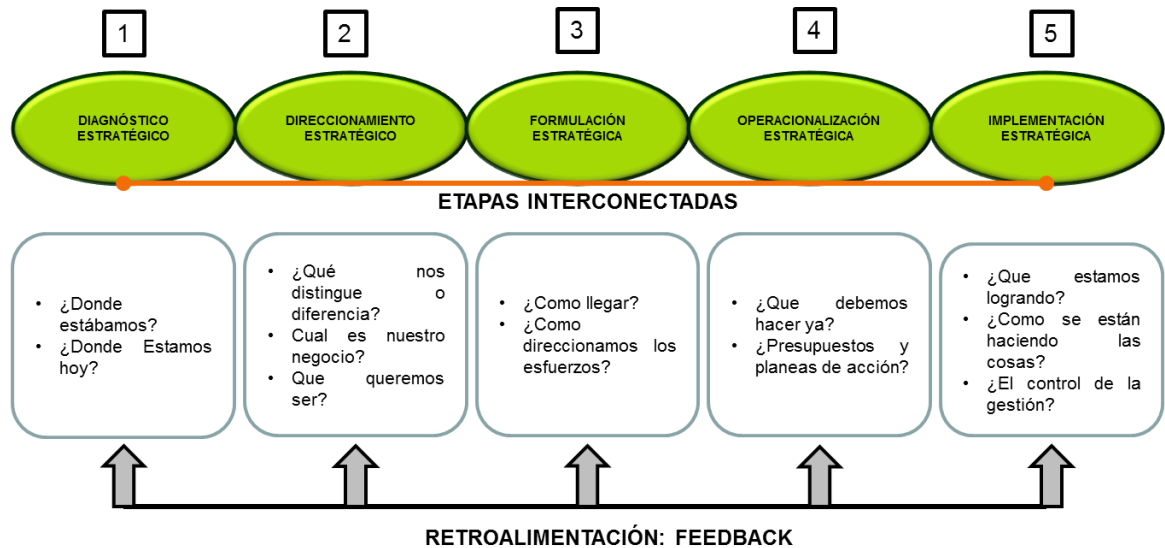 1
2
3
4
5
DIAGNÓSTICO
ESTRATÉGICO
DIRECCIONAMIENTO
ESTRATÉGICO
FORMULACIÓN
ESTRATÉGICA
OPERACIONALIZACIÓN
ESTRATÉGICA
IMPLEMENTACIÓN
ESTRATÉGICA
ETAPAS INTERCONECTADAS
• ¿Donde
estábamos?
• ¿Donde Estamos
hoy?
• ¿Qué nos
distingue o
diferencia?
• Cual es nuestro
negocio?
• Que queremos
ser?
• ¿Como llegar?
• ¿Como
direccionamos los
esfuerzos?
• ¿Que debemos
hacer ya?
• ¿Presupuestos y
planeas de acción?
• ¿Que estamos
logrando?
• ¿Como se están
haciendo las
cosas?
• ¿El control de la
gestión?
RETROALIMENTACIÓN: FEEDBACK